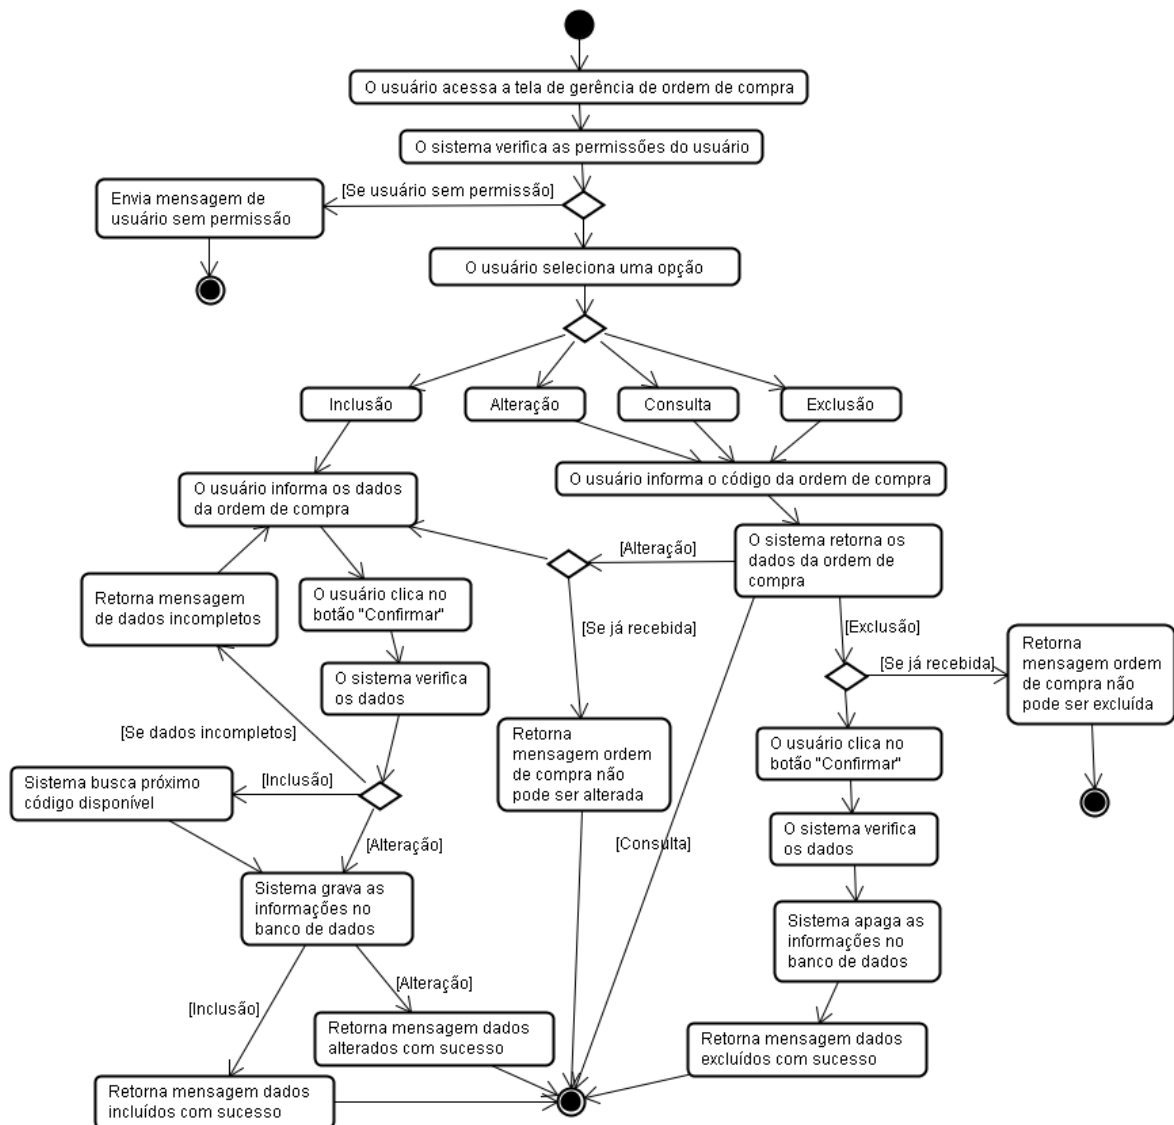 O usuário acessa a tela de gerência de ordem de compra
O sistema verifica as permissões do usuário
[Se usuário sem permissão]
Envia mensagem de
usuário sem permissão
O usuário seleciona uma opção
Inclusão
Alteração
Consulta
Exclusão
O usuário informa os dados
da ordem de compra
O usuário informa o código da ordem de compra
O sistema retorna os
dados da ordem de
compra
[Alteração]
Retorna mensagem
de dados incompletos
O usuário clica no
botão "Confirmar"
[Se já recebida]
[Exclusão]
[Se já recebida]
Retorna
mensagem ordem
de compra não
pode ser excluída
O sistema verifica
os dados
[Se dados incompletos]
Retorna
mensagem ordem
de compra não
pode ser alterada
O usuário clica no
botão "Confirmar"
Sistema busca próximo
código disponível
[Inclusão]
[Alteração]
[Consulta]
O sistema verifica
os dados
Sistema grava as
informações no
banco de dados
Sistema apaga as
informações no
banco de dados
[Inclusão]
[Alteração]
Retorna mensagem dados
alterados com sucesso
Retorna mensagem dados
excluídos com sucesso
Retorna mensagem dados
incluídos com sucesso